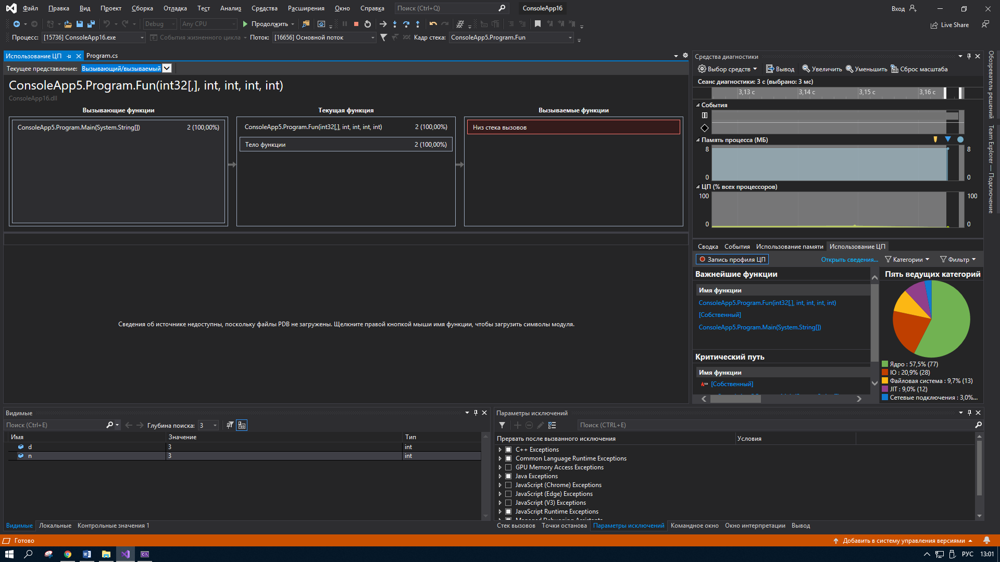 Файл Правка Вид Проект Сборка Отладка Тест Анализ Средства Расширения Окно Справка Поиск (Ctrl+Q) ConsoleApp16 Вход
Debug Any CPU Продолжить Live Share
Процесс: [15736] ConsoleApp16.exe События жизненного цикла Поток: [16656] Основной поток Кадр стека: ConsoleApp5.Program.Fun
Использование ЦП Program.cs
Текущее представление: Вызывающий/вызываемый
ConsoleApp5.Program.Fun(int32[,], int, int, int, int)
ConsoleApp16.dll
Вызывающие функции Текущая функция Вызываемые функции
ConsoleApp5.Program.Main(System.String[]) 2 (100,00%) ConsoleApp5.Program.Fun(int32[,], int, int, int, int) 2 (100,00%) Низ стека вызовов
Тело функции 2 (100,00%)
Сведения об источнике недоступны, поскольку файлы PDB не загружены. Щелкните правой кнопкой мыши имя функции, чтобы загрузить символы модуля.
Средства диагностики
Выбор средств Вывод Увеличить Уменьшить Сброс масштаба
Сеанс диагностики: 3 с (выбрано: 3 мс)
3,13 с 3,14 с 3,15 с 3,16 с
События
Память процесса (МБ)
8 8
0 0
ЦП (% всех процессоров)
100 100
0 0
Сводка События Использование памяти Использование ЦП
Запись профиля ЦП Открыть сведения... Категории Фильтр
Важнейшие функции
Имя функции
ConsoleApp5.Program.Fun(int32[,], int, int, int, int)
[Собственный]
ConsoleApp5.Program.Main(System.String[])
Критический путь
Имя функции
[Собственный]
Пять ведущих категорий
Ядро : 57,5% (77)
IO : 20,9% (28)
Файловая система : 9,7% (13)
JIT : 9,0% (12)
Сетевые подключения : 3,0%...
Обозреватель решений
Team Explorer — Подключение
Видимые
Поиск (Ctrl+E) Глубина поиска: 3
Имя Значение Тип
d 3 int
n 3 int
Видимые Локальные Контрольные значения 1
Параметры исключений
Поиск (CTRL+E)
Прервать после вызванного исключения Условия
C++ Exceptions
Common Language Runtime Exceptions
GPU Memory Access Exceptions
Java Exceptions
JavaScript (Chrome) Exceptions
JavaScript (Edge) Exceptions
JavaScript (V3) Exceptions
JavaScript Runtime Exceptions
Managed Debugging Assistants
Стек вызовов Точки останова Параметры исключений Командное окно Окно интерпретации Вывод
Готово Добавить в систему управления версиями
РУС 13:01